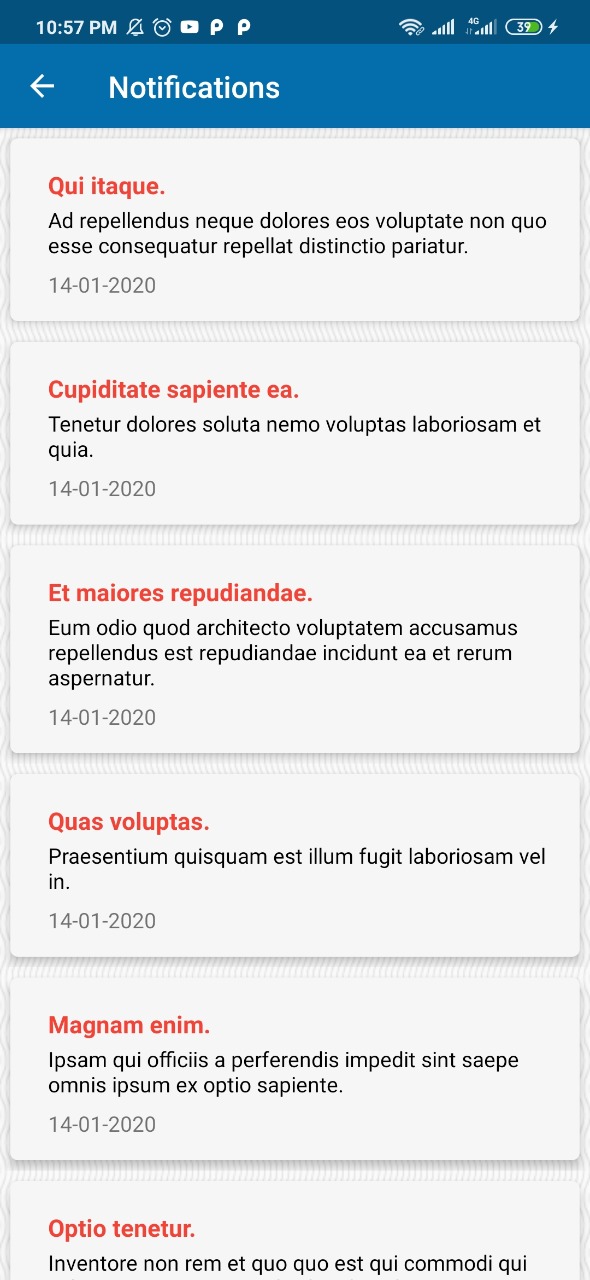 10:57 PM 4G 39
Notifications
Qui itaque.
Ad repellendus neque dolores eos voluptate non quo
esse consequatur repellat distinctio pariatur.
14-01-2020
Cupiditate sapiente ea.
Tenetur dolores soluta nemo voluptas laboriosam et
quia.
14-01-2020
Et maiores repudiandae.
Eum odio quod architecto voluptatem accusamus
repellendus est repudiandae incidunt ea et rerum
aspernatur.
14-01-2020
Quas voluptas.
Praesentium quisquam est illum fugit laboriosam vel
in.
14-01-2020
Magnam enim.
Ipsam qui officiis a perferendis impedit sint saepe
omnis ipsum ex optio sapiente.
14-01-2020
Optio tenetur.
Inventore non rem et quo quo est qui commodi qui